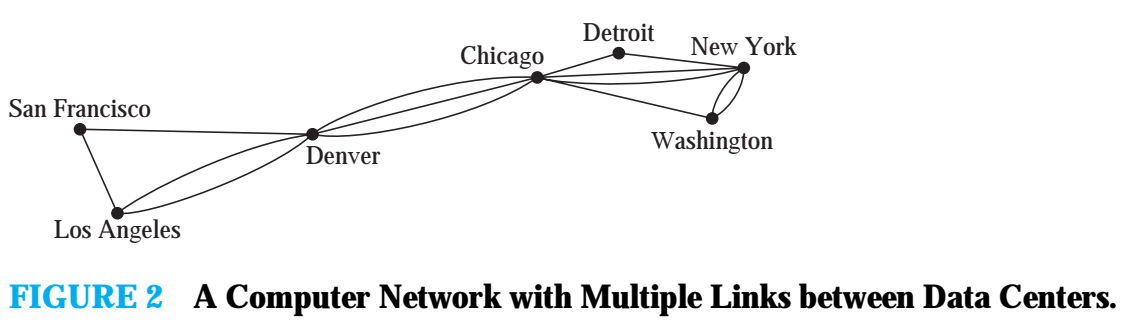 Detroit
New York
Chicago
San Francisco
Washington
Denver
Los Angeles
FIGURE 2 A Computer Network with Multiple Links between Data Centers.